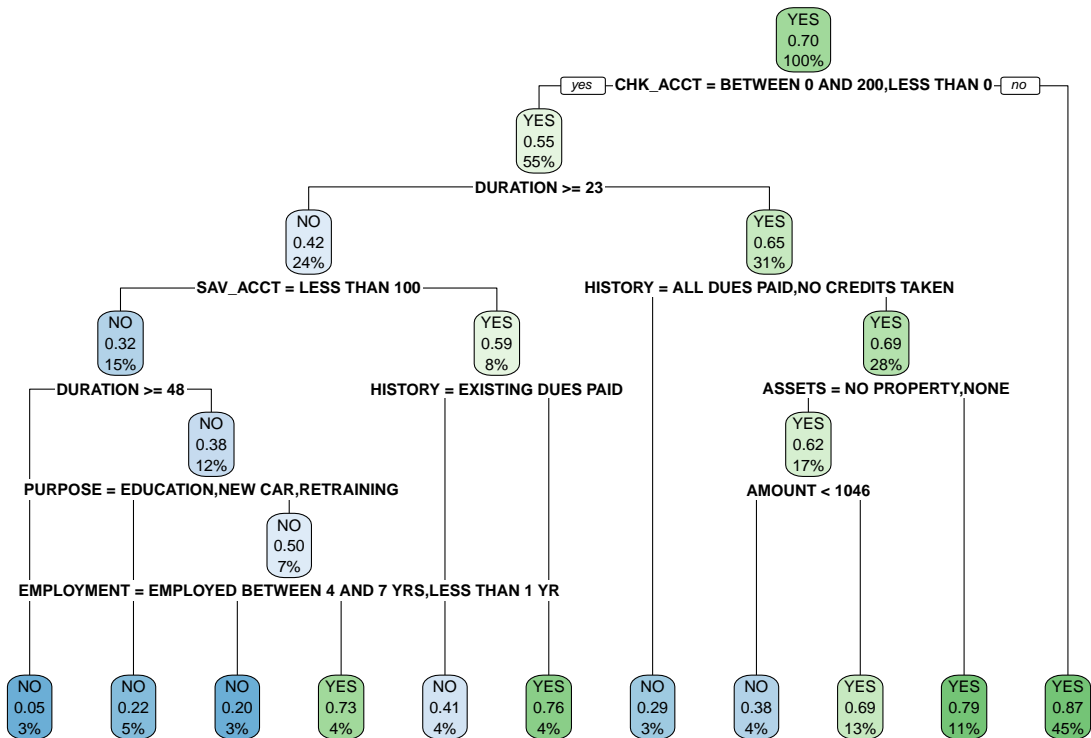 YES
0.70
100%
yes CHK_ACCT = BETWEEN 0 AND 200,LESS THAN 0 no
YES
0.55
55%
DURATION >= 23
NO
0.42
24%
YES
0.65
31%
SAV_ACCT = LESS THAN 100
HISTORY = ALL DUES PAID,NO CREDITS TAKEN
NO
0.32
15%
YES
0.59
8%
YES
0.69
28%
DURATION >= 48
HISTORY = EXISTING DUES PAID
ASSETS = NO PROPERTY,NONE
NO
0.38
12%
YES
0.62
17%
PURPOSE = EDUCATION,NEW CAR,RETRAINING
AMOUNT < 1046
NO
0.50
7%
EMPLOYMENT = EMPLOYED BETWEEN 4 AND 7 YRS,LESS THAN 1 YR
NO
0.05
3%
NO
0.22
5%
NO
0.20
3%
YES
0.73
4%
NO
0.41
4%
YES
0.76
4%
NO
0.29
3%
NO
0.38
4%
YES
0.69
13%
YES
0.79
11%
YES
0.87
45%